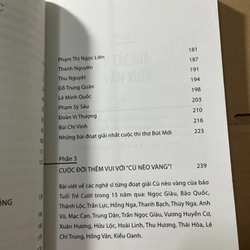 Phạm Thị Ngọc Liên 181
Thanh Nguyên 187
Thu Nguyệt 191
Đỗ Trung Quân 194
Lê Minh Quốc 198
Phạm Sỹ Sáu 205
Đoàn Vị Thượng 210
Bùi Chí Vinh 216
Những bài đoạt giải nhất cuộc thi thơ Bút Mới 223
Phần 3
CUỘC ĐỜI THÊM VUI VỚI "CÙ NÈO VÀNG"! 239
Bài viết về các nghệ sĩ từng đoạt giải Cù nèo vàng của báo
Tuổi Trẻ Cười trong 15 năm qua: Ngọc Giàu, Bảo Quốc,
Thành Lộc, Trấn Lực, Hồng Nga, Thanh Bạch, Thúy Nga, Anh
Vũ, Mạc Can, Trung Dân, Trần Ngọc Giàu, Vương Huyền Cơ,
Xuân Hương, Hữu Lộc, Hoài Linh, Thu Hương, Thái Hòa, Lê
Chí Trung, Hồng Vân, Kiều Oanh.